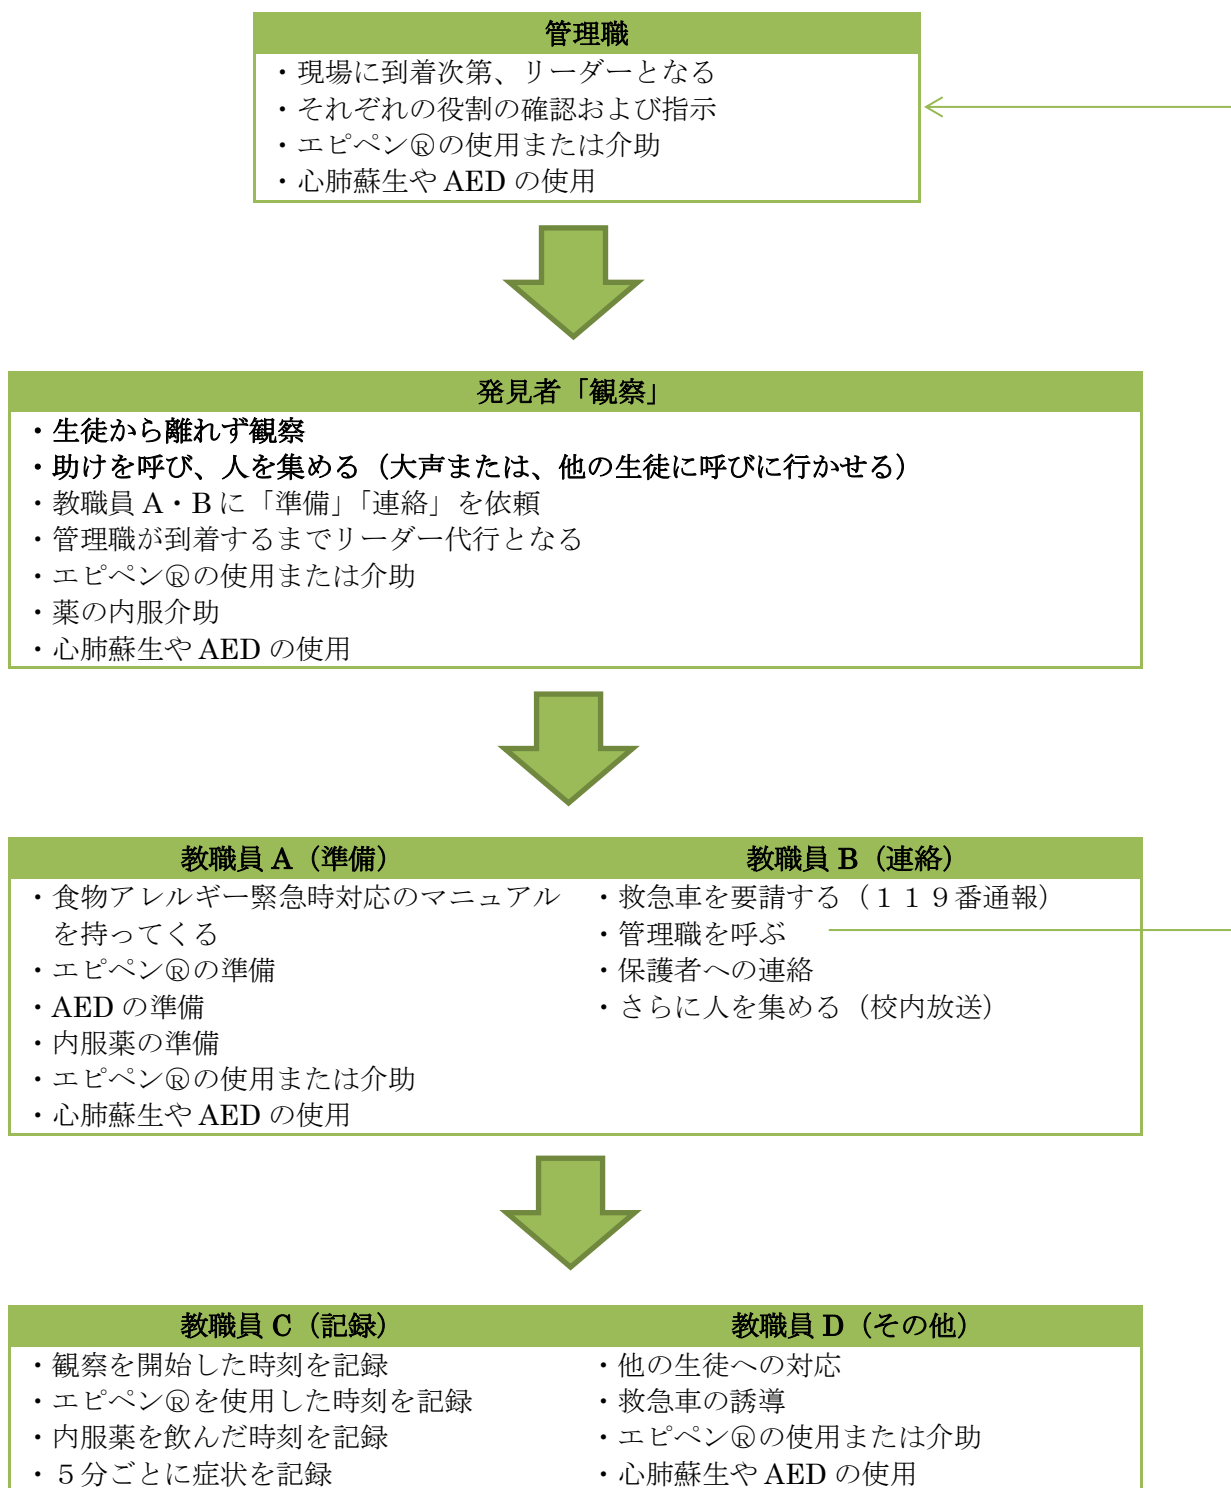 管理職
・現場に到着次第、リーダーとなる
・それぞれの役割の確認および指示
・エピペン®の使用または介助
・心肺蘇生や AED の使用
発見者「観察」
・生徒から離れず観察
・助けを呼び、人を集める（大声または、他の生徒に呼びに行かせる）
・教職員 A・B に「準備」「連絡」を依頼
・管理職が到着するまでリーダー代行となる
・エピペン®の使用または介助
・薬の内服介助
・心肺蘇生や AED の使用
教職員 A（準備）
・食物アレルギー緊急時対応のマニュアル
を持ってくる
・エピペン®の準備
・AED の準備
・内服薬の準備
・エピペン®の使用または介助
・心肺蘇生や AED の使用
教職員 B（連絡）
・救急車を要請する（１１９番通報）
・管理職を呼ぶ
・保護者への連絡
・さらに人を集める（校内放送）
教職員 C（記録）
・観察を開始した時刻を記録
・エピペン®を使用した時刻を記録
・内服薬を飲んだ時刻を記録
・５分ごとに症状を記録
教職員 D（その他）
・他の生徒への対応
・救急車の誘導
・エピペン®の使用または介助
・心肺蘇生や AED の使用